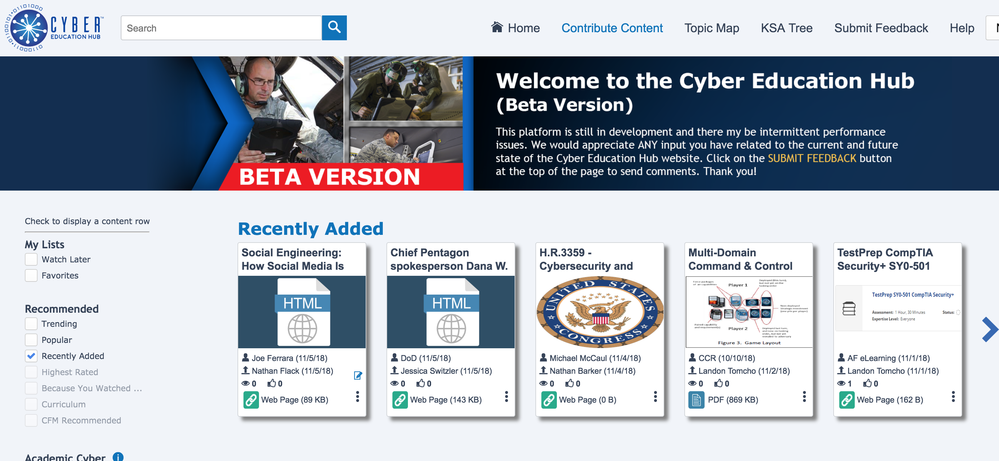 CYBER™
EDUCATION HUB
Search
Home
Contribute Content
Topic Map
KSA Tree
Submit Feedback
Help
Welcome to the Cyber Education Hub
(Beta Version)
This platform is still in development and there my be intermittent performance
issues. We would appreciate ANY input you have related to the current and future
state of the Cyber Education Hub website. Click on the SUBMIT FEEDBACK button
at the top of the page to send comments. Thank you!
BETA VERSION
Check to display a content row
My Lists
Watch Later
Favorites
Recommended
Trending
Popular
Recently Added
Highest Rated
Because You Watched ...
Curriculum
CFM Recommended
Academic Cyber
Recently Added
Social Engineering:
How Social Media Is
HTML
Joe Ferrara (11/5/18)
Nathan Flack (11/5/18)
0 0
Web Page (89 KB)
Chief Pentagon
spokesperson Dana W.
HTML
DoD (11/5/18)
Jessica Switzler (11/5/18)
0 0
Web Page (143 KB)
H.R.3359 -
Cybersecurity and
UNITED STATES
CONGRESS
Michael McCaul (11/4/18)
Nathan Barker (11/4/18)
0 0
Web Page (0 B)
Multi-Domain
Command & Control
Force packages
of air capabilities
Player 1
Deployed (this turn),
but not yet on the
tasking order
Non-deployed
Strategic Investment
(one pile per player)
Paired capability
and requirement(s)
Player 2
Deployed last turn,
and now on tasking
order, but not yet
revealed to adversary
Figure 3. Game Layout
CCR (10/10/18)
Landon Tomcho (11/2/18)
0 0
PDF (869 KB)
TestPrep CompTIA
Security+ SY0-501
TestPrep SY0-501 CompTIA Security+
Assessment: 1 Hour, 30 Minutes
Status:
Expertise Level: Everyone
AF eLearning (11/1/18)
Landon Tomcho (11/1/18)
1 0
Web Page (162 B)